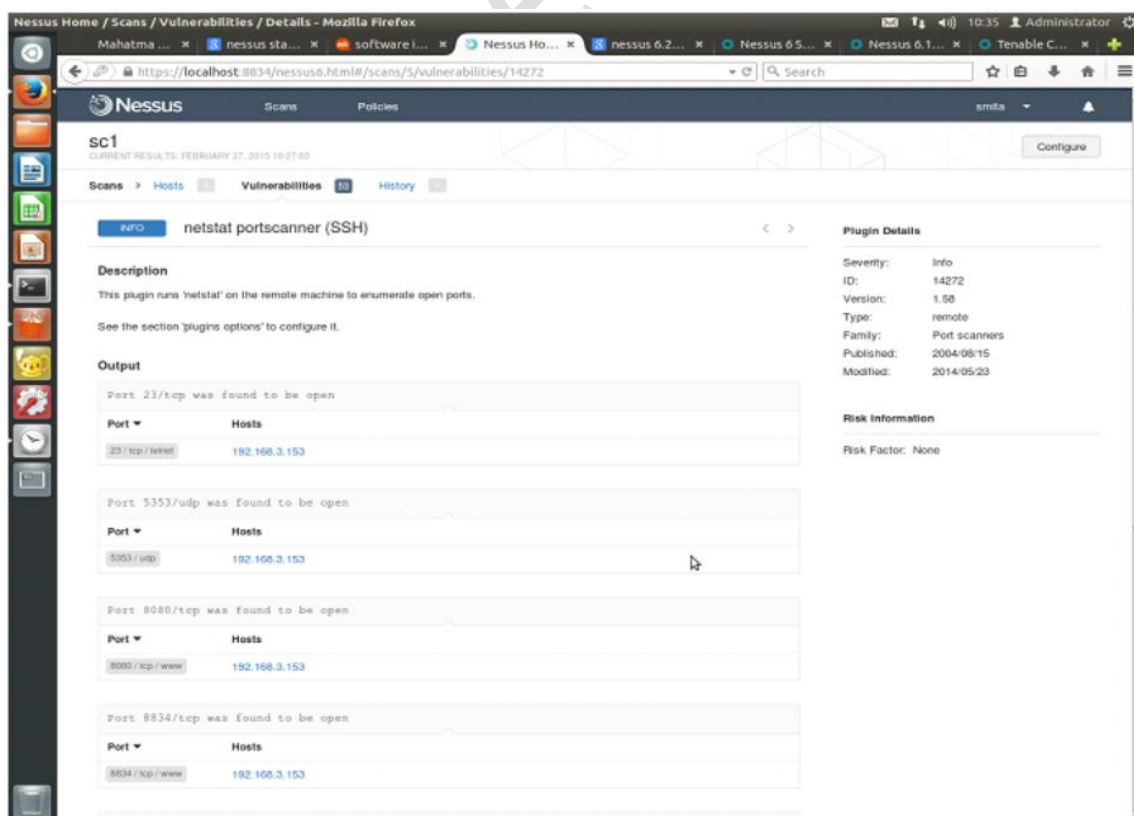 Nessus Home / Scans / Vulnerabilities / Details - Mozilla Firefox
10:35 Administrator
Mahatma ... × nessus sta... × software i... × Nessus Ho... × nessus 6.2... × Nessus 6 S... × Nessus 6.1... × Tenable C... ×
https://localhost:8834/nessus6.html#/scans/5/vulnerabilities/14272
Search
Nessus Scans Policies smita
sc1
CURRENT RESULTS: FEBRUARY 27, 2015 10:27:03
Configure
Scans > Hosts 1 Vulnerabilities 53 History 1
INFO netstat portscanner (SSH) < >
Description
This plugin runs 'netstat' on the remote machine to enumerate open ports.
See the section 'plugins options' to configure it.
Output
Port 23/tcp was found to be open
Port Hosts
23 / tcp / telnet 192.168.3.153
Port 5353/udp was found to be open
Port Hosts
5353 / udp 192.168.3.153
Port 8080/tcp was found to be open
Port Hosts
8080 / tcp / www 192.168.3.153
Port 8834/tcp was found to be open
Port Hosts
8834 / tcp / www 192.168.3.153
Plugin Details
Severity: Info
ID: 14272
Version: 1.58
Type: remote
Family: Port scanners
Published: 2004/08/15
Modified: 2014/05/23
Risk Information
Risk Factor: None